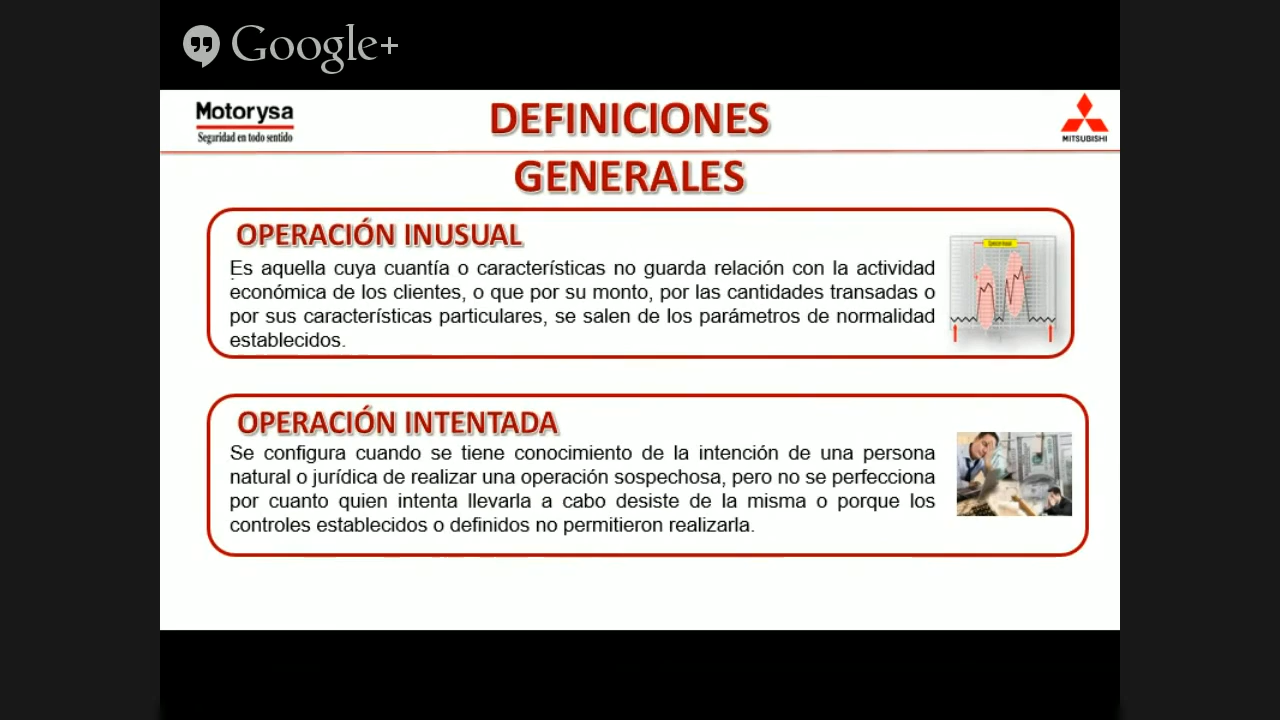 Google+
Motorysa
Seguridad en todo sentido
DEFINICIONES
GENERALES
MITSUBISHI
OPERACIÓN INUSUAL
Es aquella cuya cuantía o características no guarda relación con la actividad
económica de los clientes, o que por su monto, por las cantidades transadas o
por sus características particulares, se salen de los parámetros de normalidad
establecidos.
OPERACIÓN INTENTADA
Se configura cuando se tiene conocimiento de la intención de una persona
natural o jurídica de realizar una operación sospechosa, pero no se perfecciona
por cuanto quien intenta llevarla a cabo desiste de la misma o porque los
controles establecidos o definidos no permitieron realizarla.